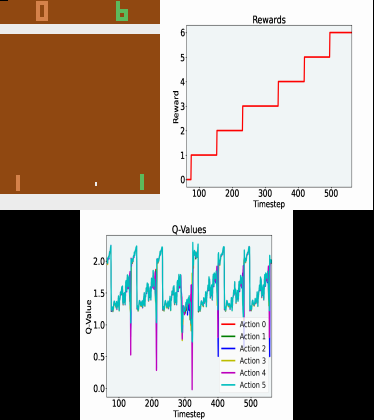 0 6
Rewards
6
5
4
3
2
1
0
Reward
100 200 300 400 500
Timestep
Q-Values
2.0
1.5
1.0
0.5
0.0
Q-Value
Action 0
Action 1
Action 2
Action 3
Action 4
Action 5
100 200 300 400 500
Timestep